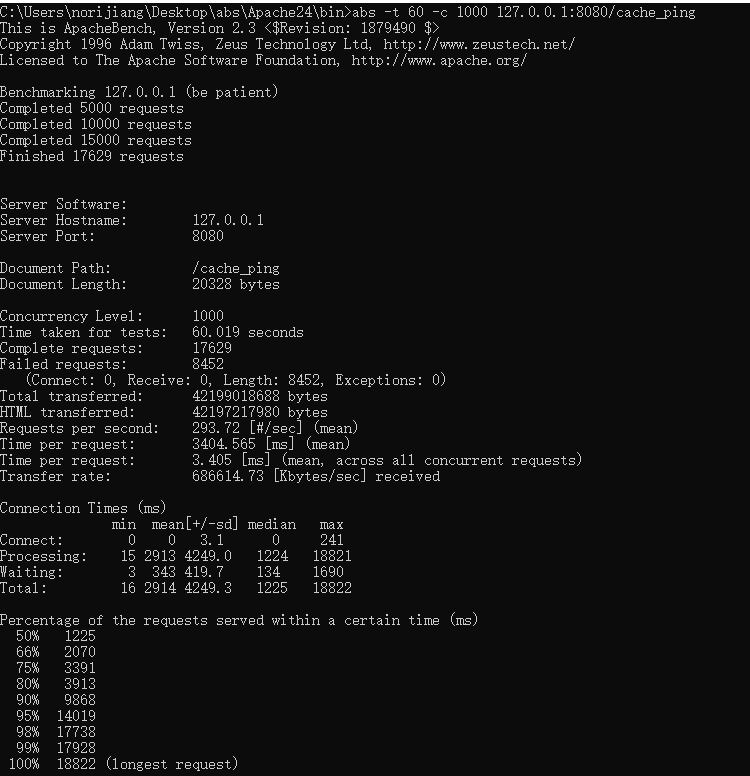 C:\Users\norijiang\Desktop\abs\Apache24\bin>abs -t 60 -c 1000 127.0.0.1:8080/cache_ping
This is ApacheBench, Version 2.3 <$Revision: 1879490 $>
Copyright 1996 Adam Twiss, Zeus Technology Ltd, http://www.zeustech.net/
Licensed to The Apache Software Foundation, http://www.apache.org/

Benchmarking 127.0.0.1 (be patient)
Completed 5000 requests
Completed 10000 requests
Completed 15000 requests
Finished 17629 requests


Server Software:
Server Hostname:        127.0.0.1
Server Port:            8080

Document Path:          /cache_ping
Document Length:        20328 bytes

Concurrency Level:      1000
Time taken for tests:   60.019 seconds
Complete requests:      17629
Failed requests:        8452
   (Connect: 0, Receive: 0, Length: 8452, Exceptions: 0)
Total transferred:      42199018688 bytes
HTML transferred:       42197217980 bytes
Requests per second:    293.72 [#/sec] (mean)
Time per request:       3404.565 [ms] (mean)
Time per request:       3.405 [ms] (mean, across all concurrent requests)
Transfer rate:          686614.73 [Kbytes/sec] received

Connection Times (ms)
              min  mean[+/-sd] median   max
Connect:        0    0   3.1      0     241
Processing:    15 2913 4249.0   1224   18821
Waiting:        3  343 419.7    134    1690
Total:         16 2914 4249.3   1225   18822

Percentage of the requests served within a certain time (ms)
  50%   1225
  66%   2070
  75%   3391
  80%   3913
  90%   9868
  95%  14019
  98%  17738
  99%  17928
 100%  18822 (longest request)